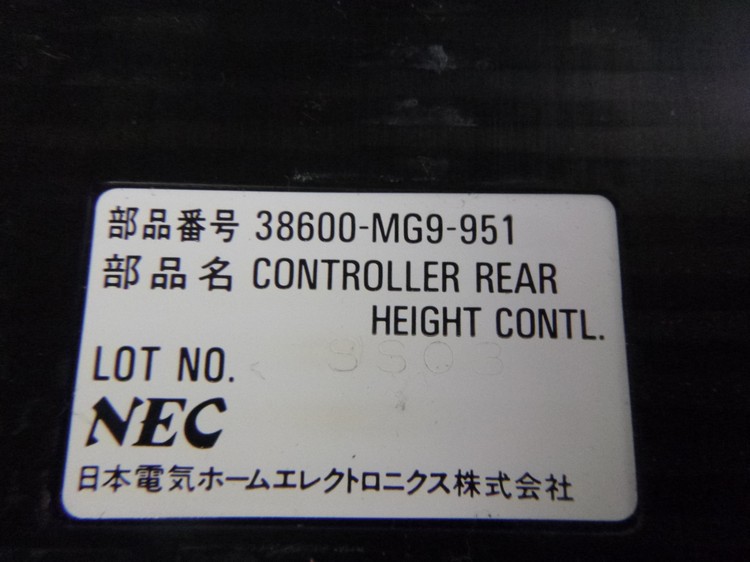 部品番号 38600-MG9-951
部品名 CONTROLLER REAR
HEIGHT CONTL.
LOT NO.
NEC
日本電気ホームエレクトロニクス株式会社